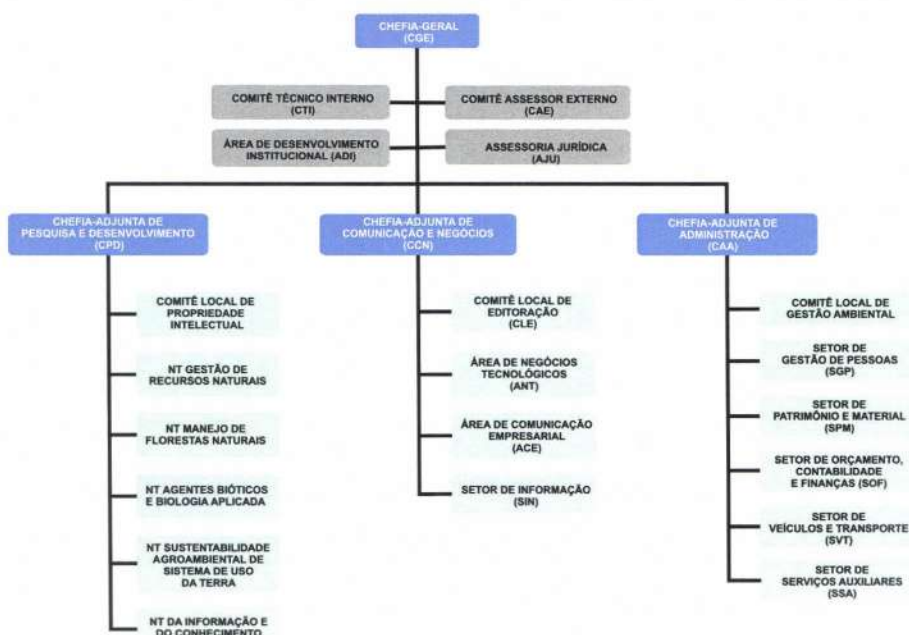 CHEFIA-GERAL
(CGE)
COMITÊ TÉCNICO INTERNO
(CTI)
COMITÊ ASSESSOR EXTERNO
(CAE)
ÁREA DE DESENVOLVIMENTO
INSTITUCIONAL (ADI)
ASSESSORIA JURÍDICA
(AJU)
CHEFIA-ADJUNTA DE
PESQUISA E DESENVOLVIMENTO
(CPD)
CHEFIA-ADJUNTA DE
COMUNICAÇÃO E NEGÓCIOS
(CCN)
CHEFIA-ADJUNTA DE
ADMINISTRAÇÃO
(CAA)
COMITÊ LOCAL DE
PROPRIEDADE
INTELECTUAL
NT GESTÃO DE
RECURSOS NATURAIS
NT MANEJO DE
FLORESTAS NATURAIS
NT AGENTES BIÓTICOS
E BIOLOGIA APLICADA
NT SUSTENTABILIDADE
AGROAMBIENTAL DE
SISTEMA DE USO
DA TERRA
NT DA INFORMAÇÃO E
DO CONHECIMENTO
COMITÊ LOCAL DE
EDITORAÇÃO
(CLE)
ÁREA DE NEGÓCIOS
TECNOLÓGICOS
(ANT)
ÁREA DE COMUNICAÇÃO
EMPRESARIAL
(ACE)
SETOR DE INFORMAÇÃO
(SIN)
COMITÊ LOCAL DE
GESTÃO AMBIENTAL
SETOR DE
GESTÃO DE PESSOAS
(SGP)
SETOR DE
PATRIMÔNIO E MATERIAL
(SPM)
SETOR DE ORÇAMENTO,
CONTABILIDADE
E FINANÇAS (SOF)
SETOR DE
VEÍCULOS E TRANSPORTE
(SVT)
SETOR DE
SERVIÇOS AUXILIARES
(SSA)